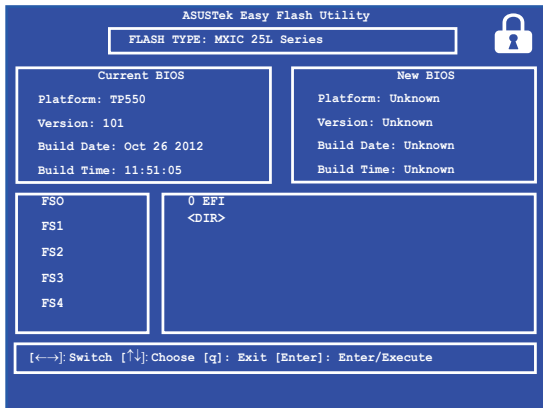 ASUSTek Easy Flash Utility
FLASH TYPE: MXIC 25L Series
Current BIOS
Platform: TP550
Version: 101
Build Date: Oct 26 2012
Build Time: 11:51:05
New BIOS
Platform: Unknown
Version: Unknown
Build Date: Unknown
Build Time: Unknown
FSO
FS1
FS2
FS3
FS4
0 EFI
<DIR>
[←→]: Switch [↑↓]: Choose [q]: Exit [Enter]: Enter/Execute